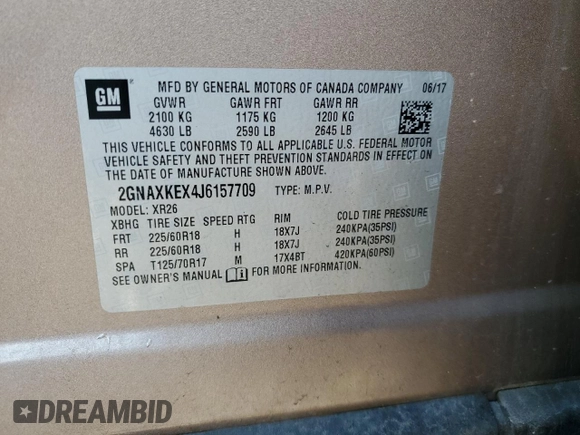 GM
MFD BY GENERAL MOTORS OF CANADA COMPANY 06/17
GVWR GAWR FRT GAWR RR
2100 KG 1175 KG 1200 KG
4630 LB 2590 LB 2645 LB
THIS VEHICLE CONFORMS TO ALL APPLICABLE U.S. FEDERAL MOTOR
VEHICLE SAFETY AND THEFT PREVENTION STANDARDS IN EFFECT ON
THE DATE OF MANUFACTURE SHOWN ABOVE.
2GNAXKEX4J6157709 TYPE: M.P.V.
MODEL: XR26
XBHG TIRE SIZE SPEED RTG RIM COLD TIRE PRESSURE
FRT 225/60R18 H 18X7J 240KPA(35PSI)
RR 225/60R18 H 18X7J 240KPA(35PSI)
SPA T125/70R17 M 17X4BT 420KPA(60PSI)
SEE OWNER'S MANUAL FOR MORE INFORMATION.
DREAMBID